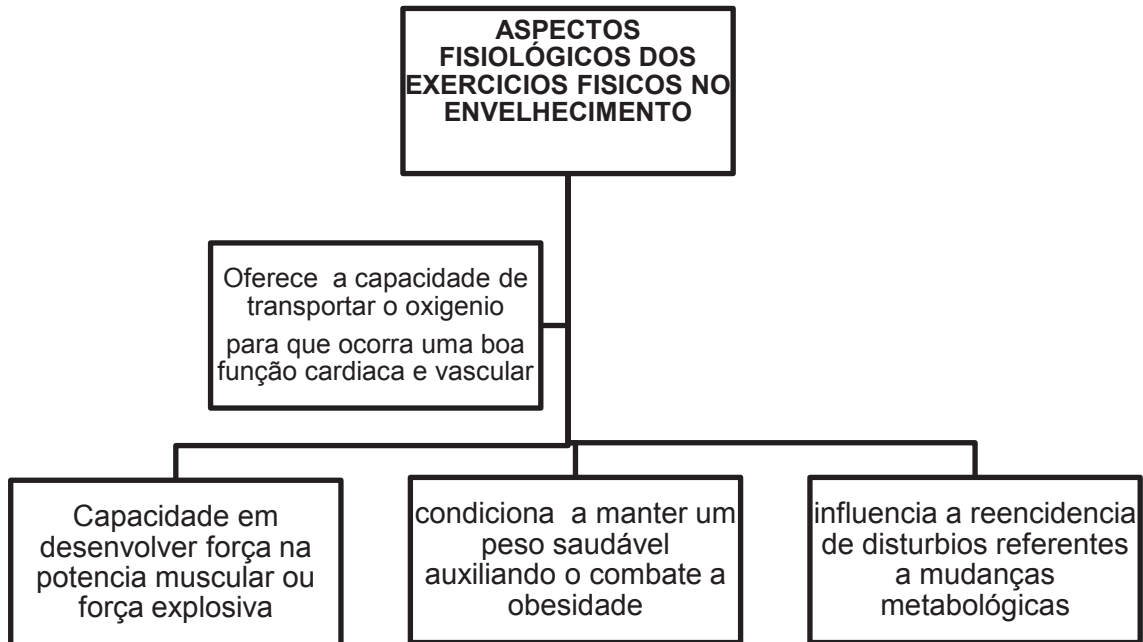 ASPECTOS
FISIOLÓGICOS DOS
EXERCICIOS FISICOS NO
ENVELHECIMENTO
Oferece a capacidade de
transportar o oxigenio
para que ocorra uma boa
função cardiaca e vascular
Capacidade em
desenvolver força na
potencia muscular ou
força explosiva
condiciona a manter um
peso saudável
auxiliando o combate a
obesidade
influencia a reencidencia
de disturbios referentes
a mudanças
metabológicas